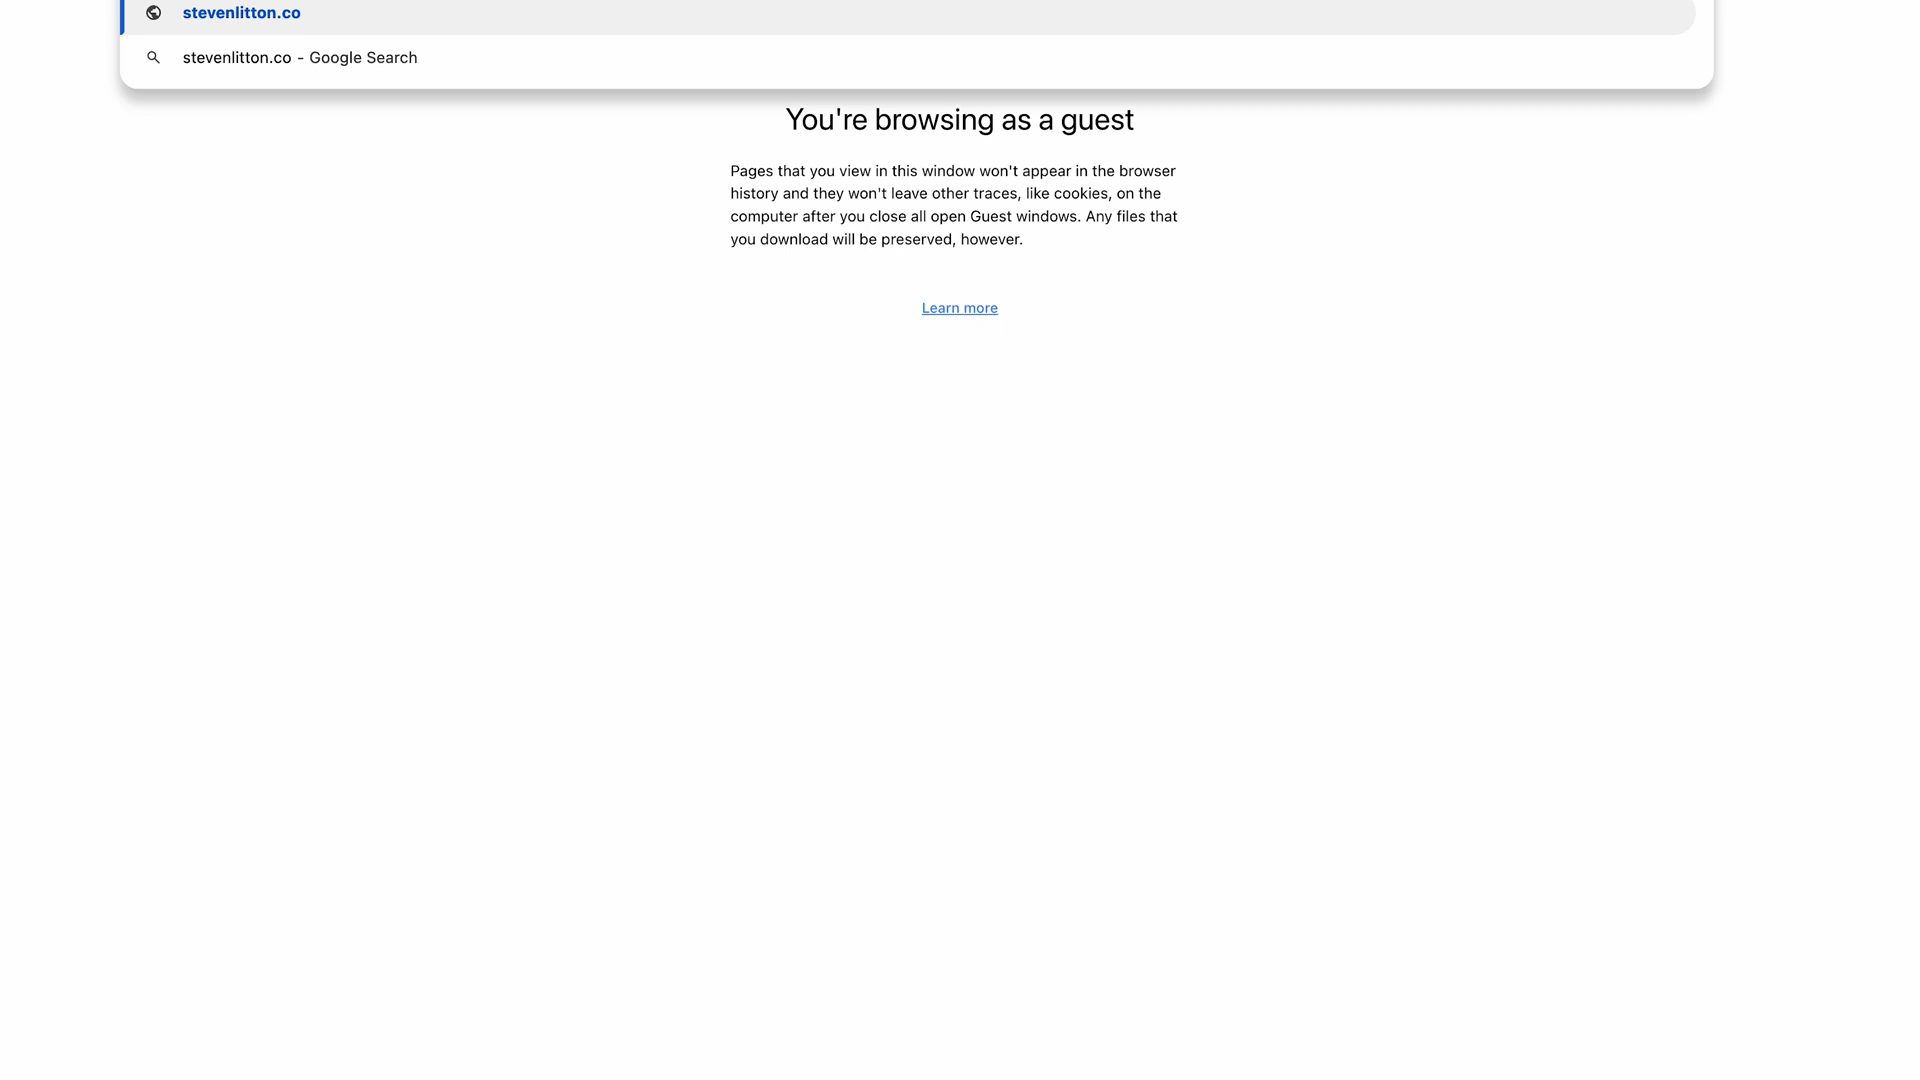 stevenlitton.co
stevenlitton.co - Google Search
You're browsing as a guest
Pages that you view in this window won't appear in the browser
history and they won't leave other traces, like cookies, on the
computer after you close all open Guest windows. Any files that
you download will be preserved, however.
Learn more